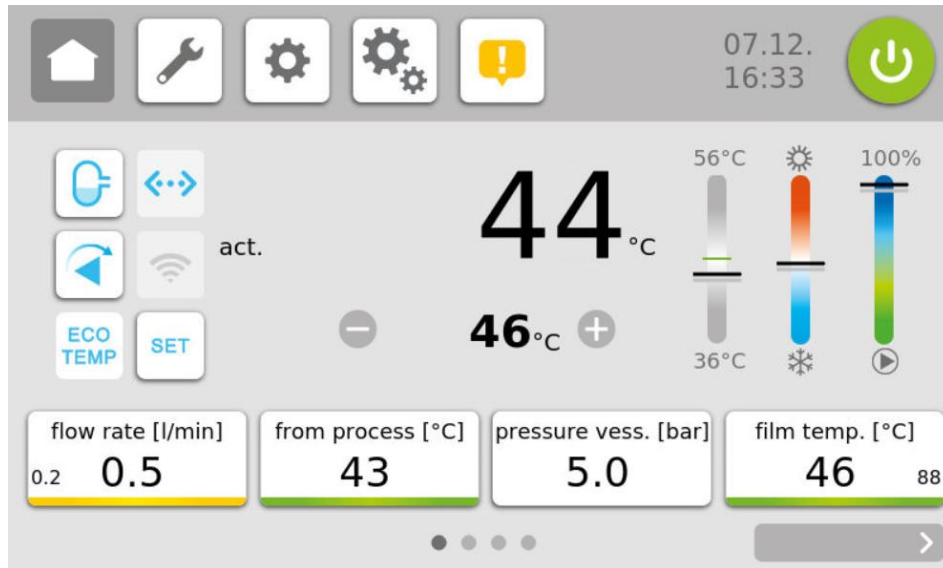 07.12.
16:33
56°C
100%
44 °C
act.
ECO
TEMP
SET
46 °C
36°C
flow rate [l/min]
0.2 0.5
from process [°C]
43
pressure vess. [bar]
5.0
film temp. [°C]
46 88